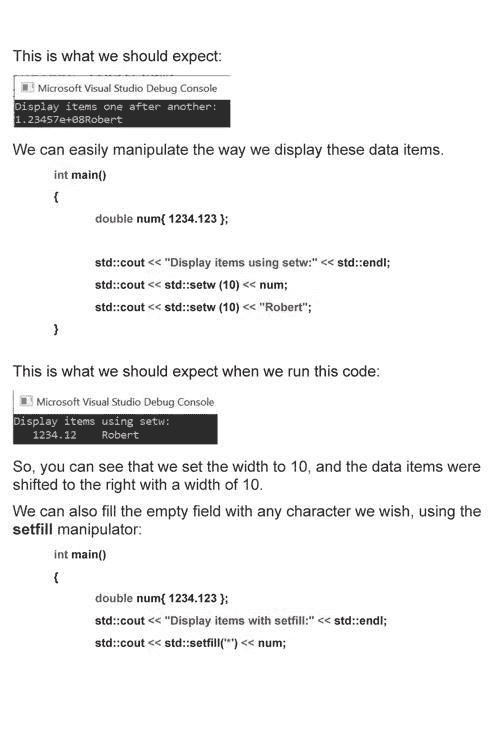 This is what we should expect:
Microsoft Visual Studio Debug Console
Display items one after another:
1.23457e+08Robert
We can easily manipulate the way we display these data items.
int main()
{
double num{ 1234.123 };
std::cout << "Display items using setw:" << std::endl;
std::cout << std::setw (10) << num;
std::cout << std::setw (10) << "Robert";
}
This is what we should expect when we run this code:
Microsoft Visual Studio Debug Console
Display items using setw:
   1234.12    Robert
So, you can see that we set the width to 10, and the data items were
shifted to the right with a width of 10.
We can also fill the empty field with any character we wish, using the
setfill manipulator:
int main()
{
double num{ 1234.123 };
std::cout << "Display items with setfill:" << std::endl;
std::cout << std::setfill('*') << num;